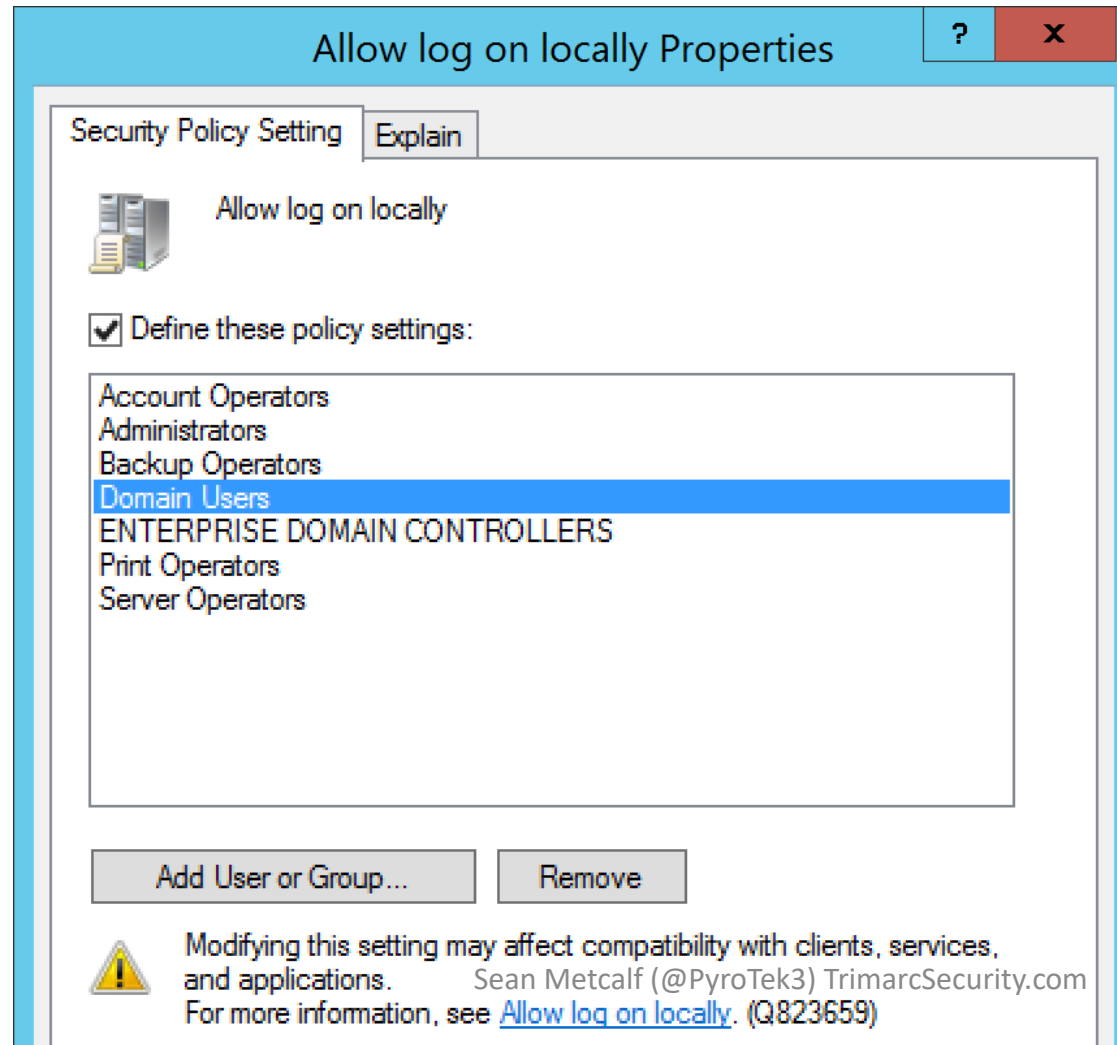 Allow log on locally Properties
?
x
Security Policy Setting
Explain
Allow log on locally
Define these policy settings:
Account Operators
Administrators
Backup Operators
Domain Users
ENTERPRISE DOMAIN CONTROLLERS
Print Operators
Server Operators
Add User or Group...
Remove
Modifying this setting may affect compatibility with clients, services,
and applications.
Sean Metcalf (@PyroTek3) TrimarcSecurity.com
For more information, see Allow log on locally. (Q823659)